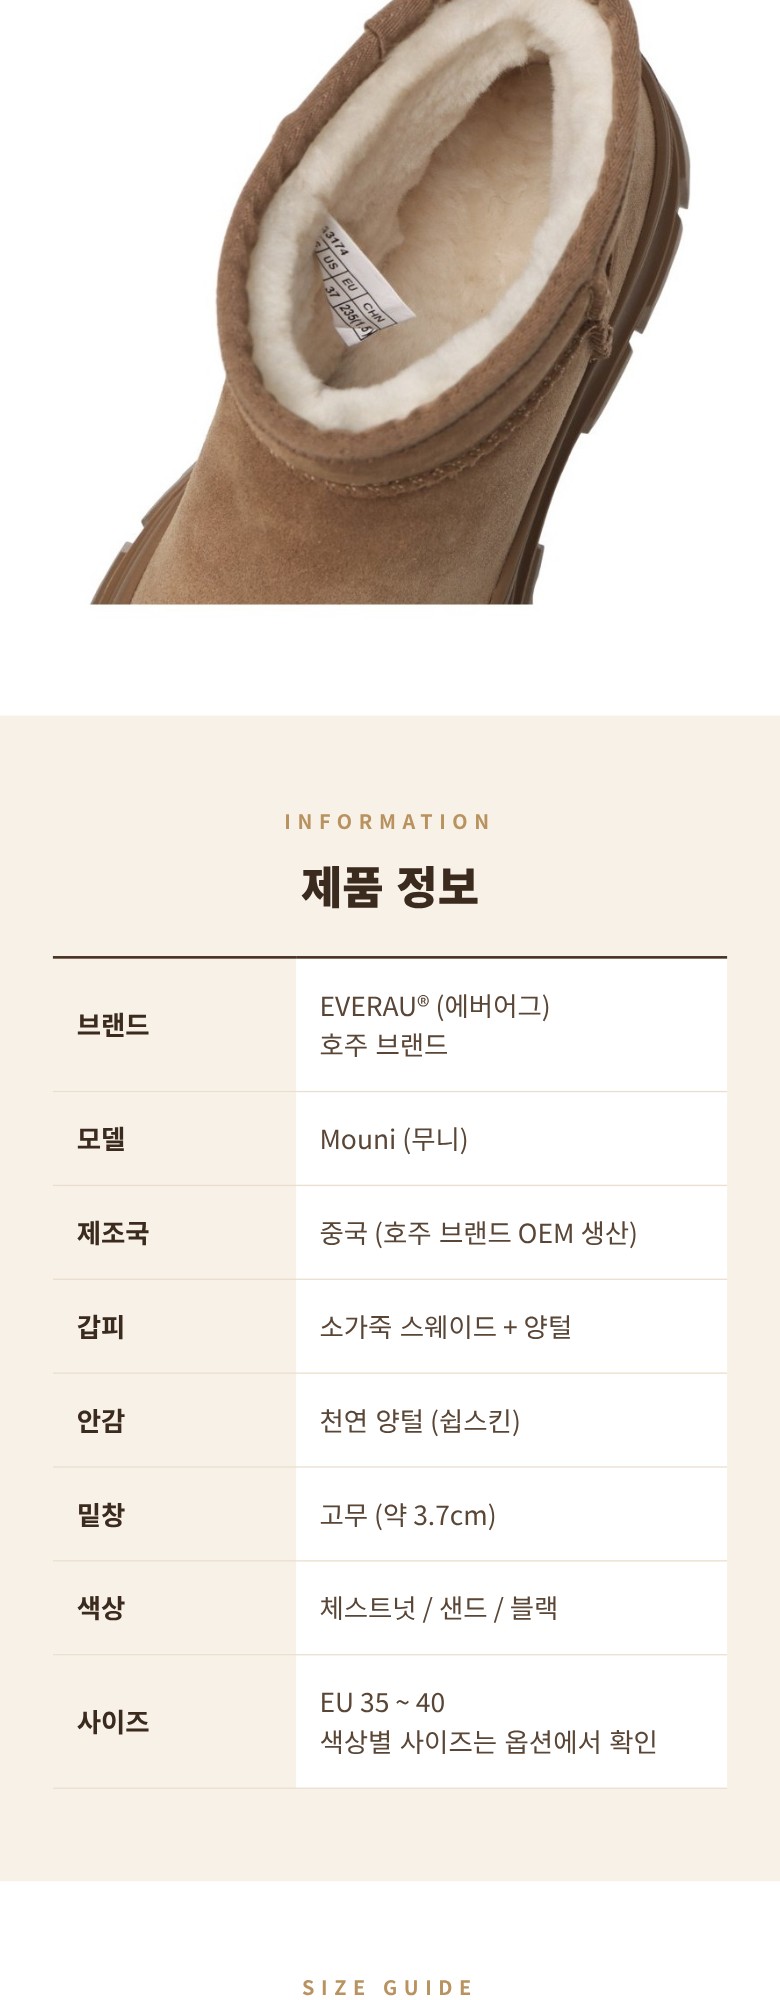 3174
US EU CHN
37 235(1.5)
INFORMATION
제품 정보
브랜드
EVERAU® (에버어그)
호주 브랜드
모델
Mouni (무니)
제조국
중국 (호주 브랜드 OEM 생산)
갑피
소가죽 스웨이드 + 양털
안감
천연 양털 (쉽스킨)
밑창
고무 (약 3.7cm)
색상
체스트넛 / 샌드 / 블랙
사이즈
EU 35 ~ 40
색상별 사이즈는 옵션에서 확인
SIZE GUIDE